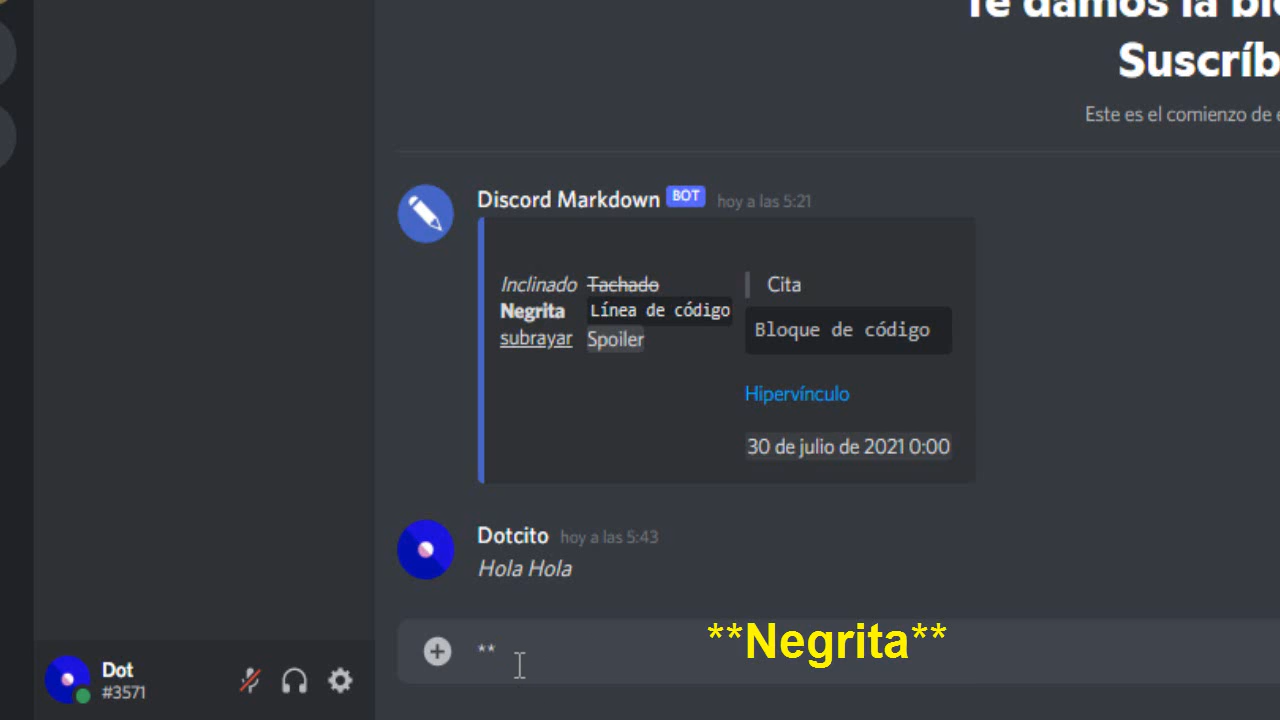 Te damos la bi
Suscríb
Este es el comienzo de e
Discord Markdown BOT hoy a las 5:21
Inclinado Tachado Cita
Negrita Línea de código
Bloque de código
subrayar Spoiler
Hipervínculo
30 de julio de 2021 0:00
Dotcito hoy a las 5:43
Hola Hola
** **Negrita**
Dot
#3571